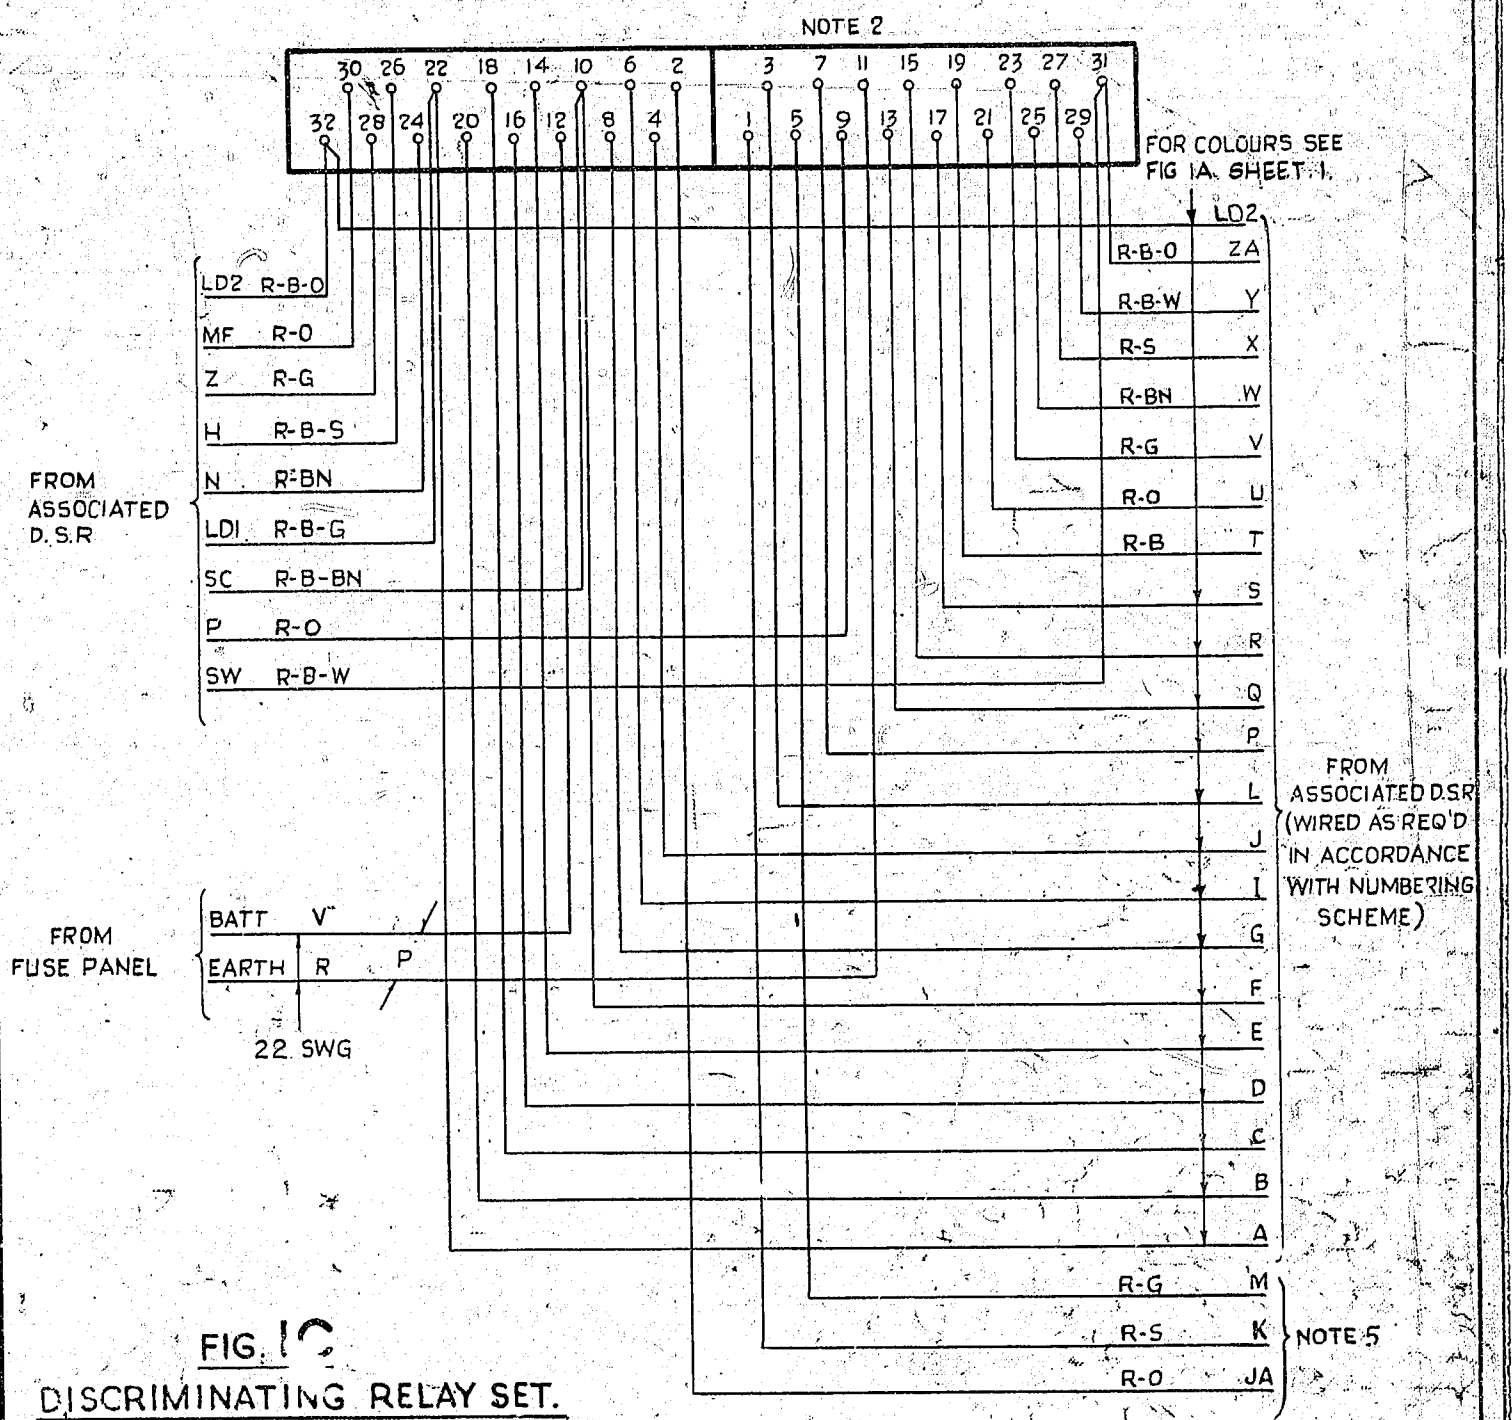 NOTE 2
30 26 22 18 14 10 6 2 3 7 11 15 19 23 27 31
32 28 24 20 16 12 8 4 1 5 9 13 17 21 25 29
FOR COLOURS SEE
FIG 1A. SHEET. 1.
LD2
R-B-O ZA
R-B-W Y
R-S X
R-BN W
R-G V
R-O U
R-B T
S
R
Q
P
L
J
I
G
F
E
D
C
B
A
FROM
ASSOCIATED D.S.R
(WIRED AS REQ'D
IN ACCORDANCE
WITH NUMBERING
SCHEME)
R-G M
R-S K
R-O JA
NOTE 5
FROM
ASSOCIATED
D.S.R
LD2 R-B-O
MF R-O
Z R-G
H R-B-S
N R-BN
LD1 R-B-G
SC R-B-BN
P R-O
SW R-B-W
FROM
FUSE PANEL
BATT V
EARTH R P
22 SWG
FIG. 1C
DISCRIMINATING RELAY SET.